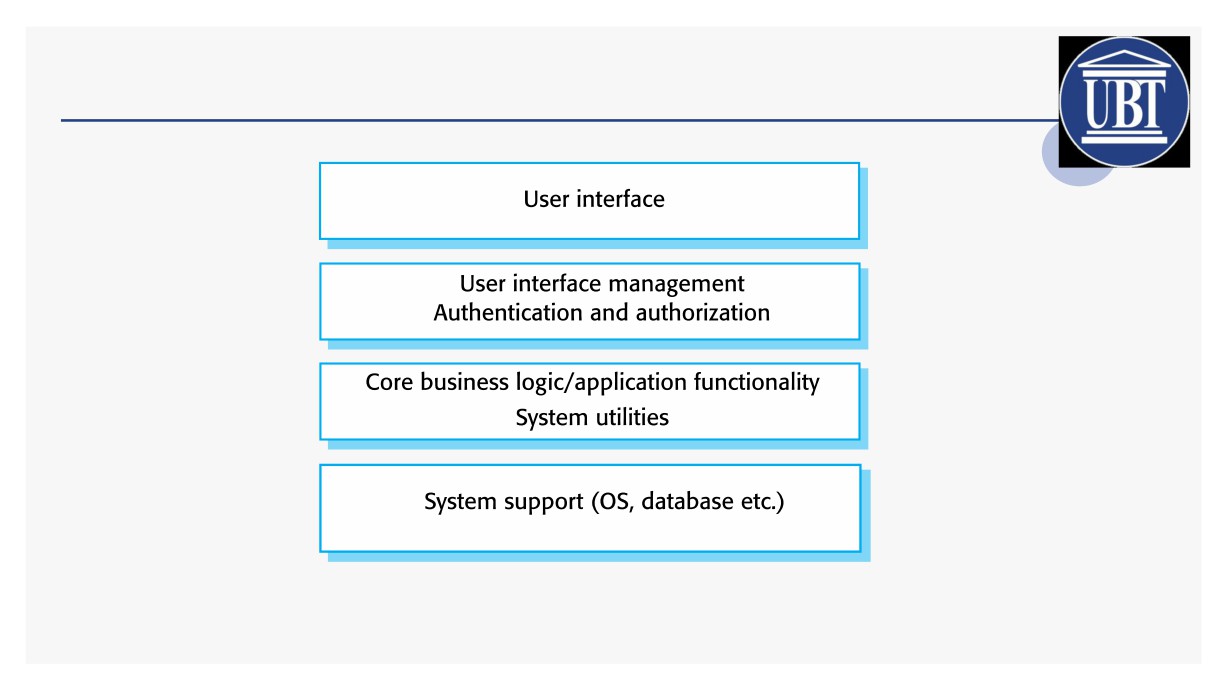 UBT
User interface
User interface management
Authentication and authorization
Core business logic/application functionality
System utilities
System support (OS, database etc.)